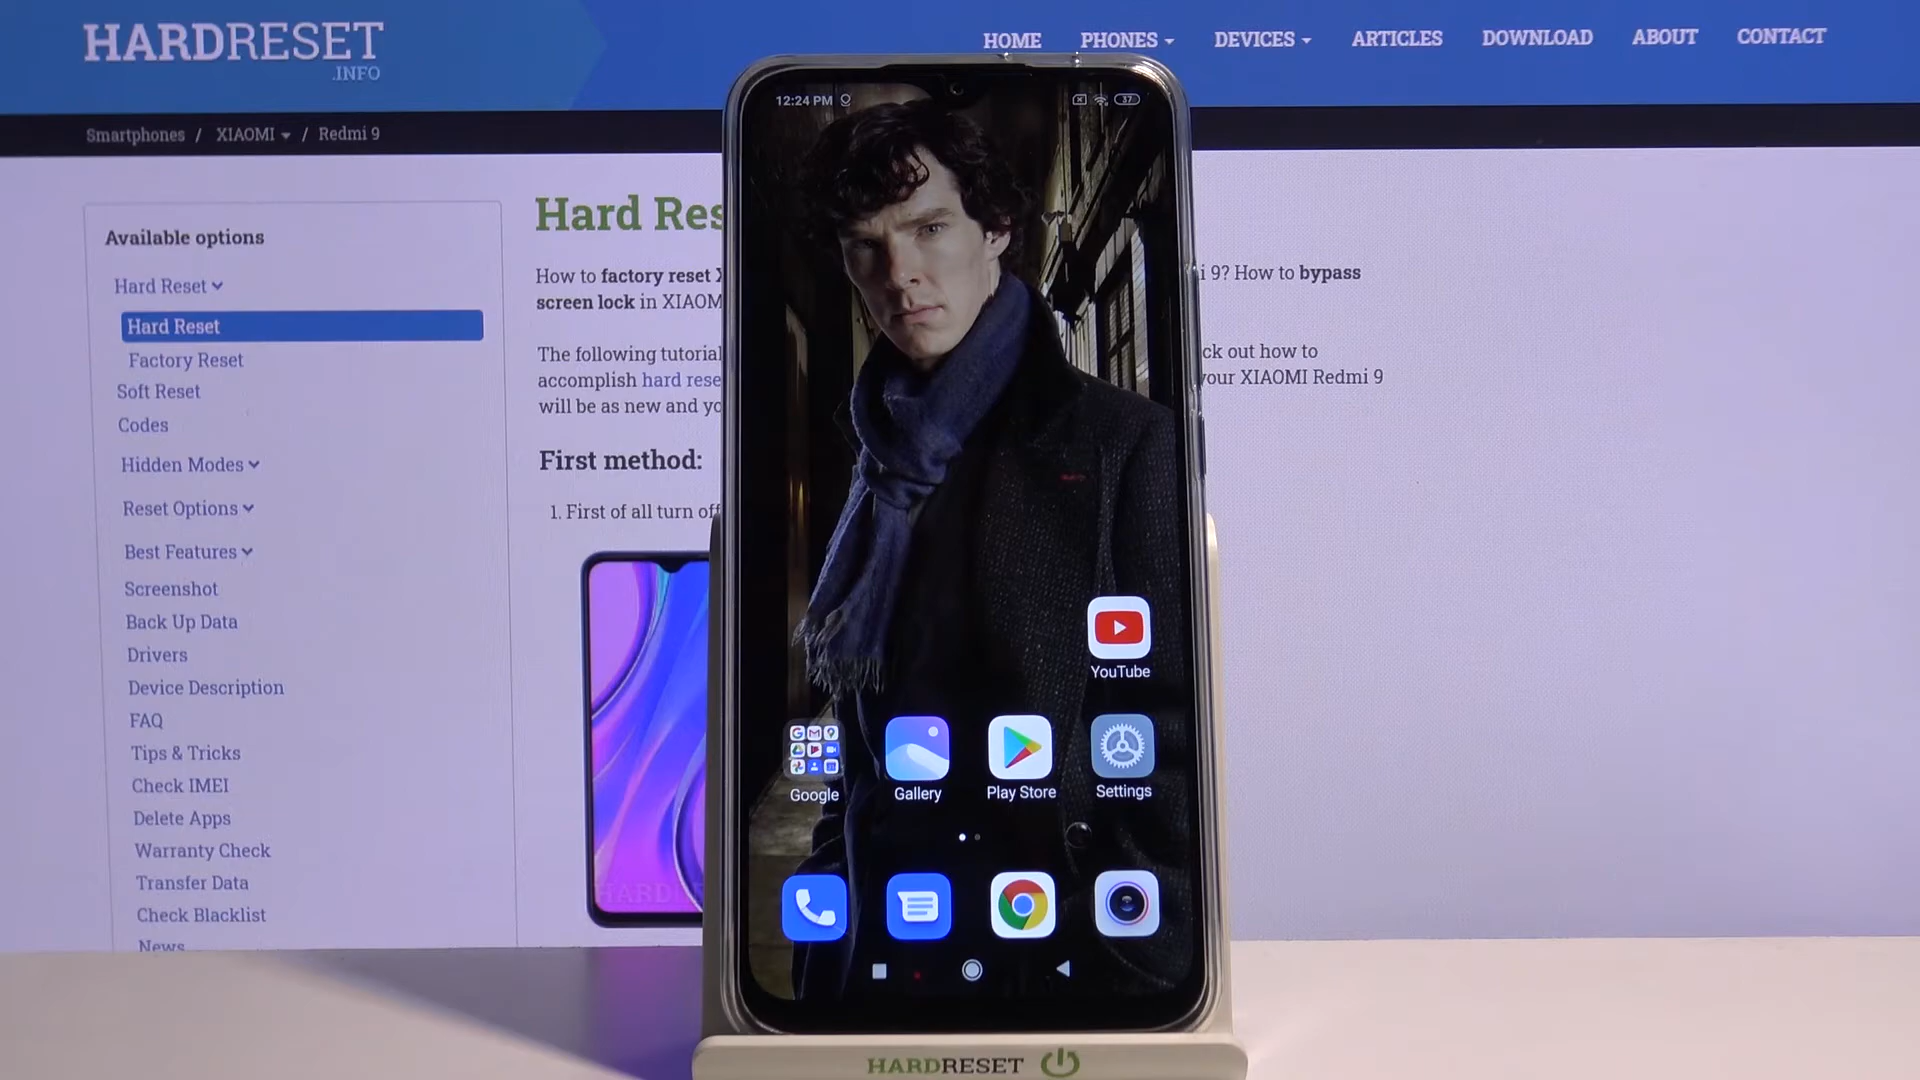 HARDRESET
.INFO
HOME PHONES DEVICES ARTICLES DOWNLOAD ABOUT CONTACT
Smartphones / XIAOMI / Redmi 9
Available options
Hard Reset
Hard Reset
Factory Reset
Soft Reset
Codes
Hidden Modes
Reset Options
Best Features
Screenshot
Back Up Data
Drivers
Device Description
FAQ
Tips & Tricks
Check IMEI
Delete Apps
Warranty Check
Transfer Data
Check Blacklist
News
Hard Res
How to factory reset
i 9? How to bypass
screen lock in XIAOM
The following tutorial
ck out how to
accomplish hard rese
your XIAOMI Redmi 9
will be as new and yo
First method:
1. First of all turn off
12:24 PM
37
YouTube
Google Gallery Play Store Settings
HARDRESET